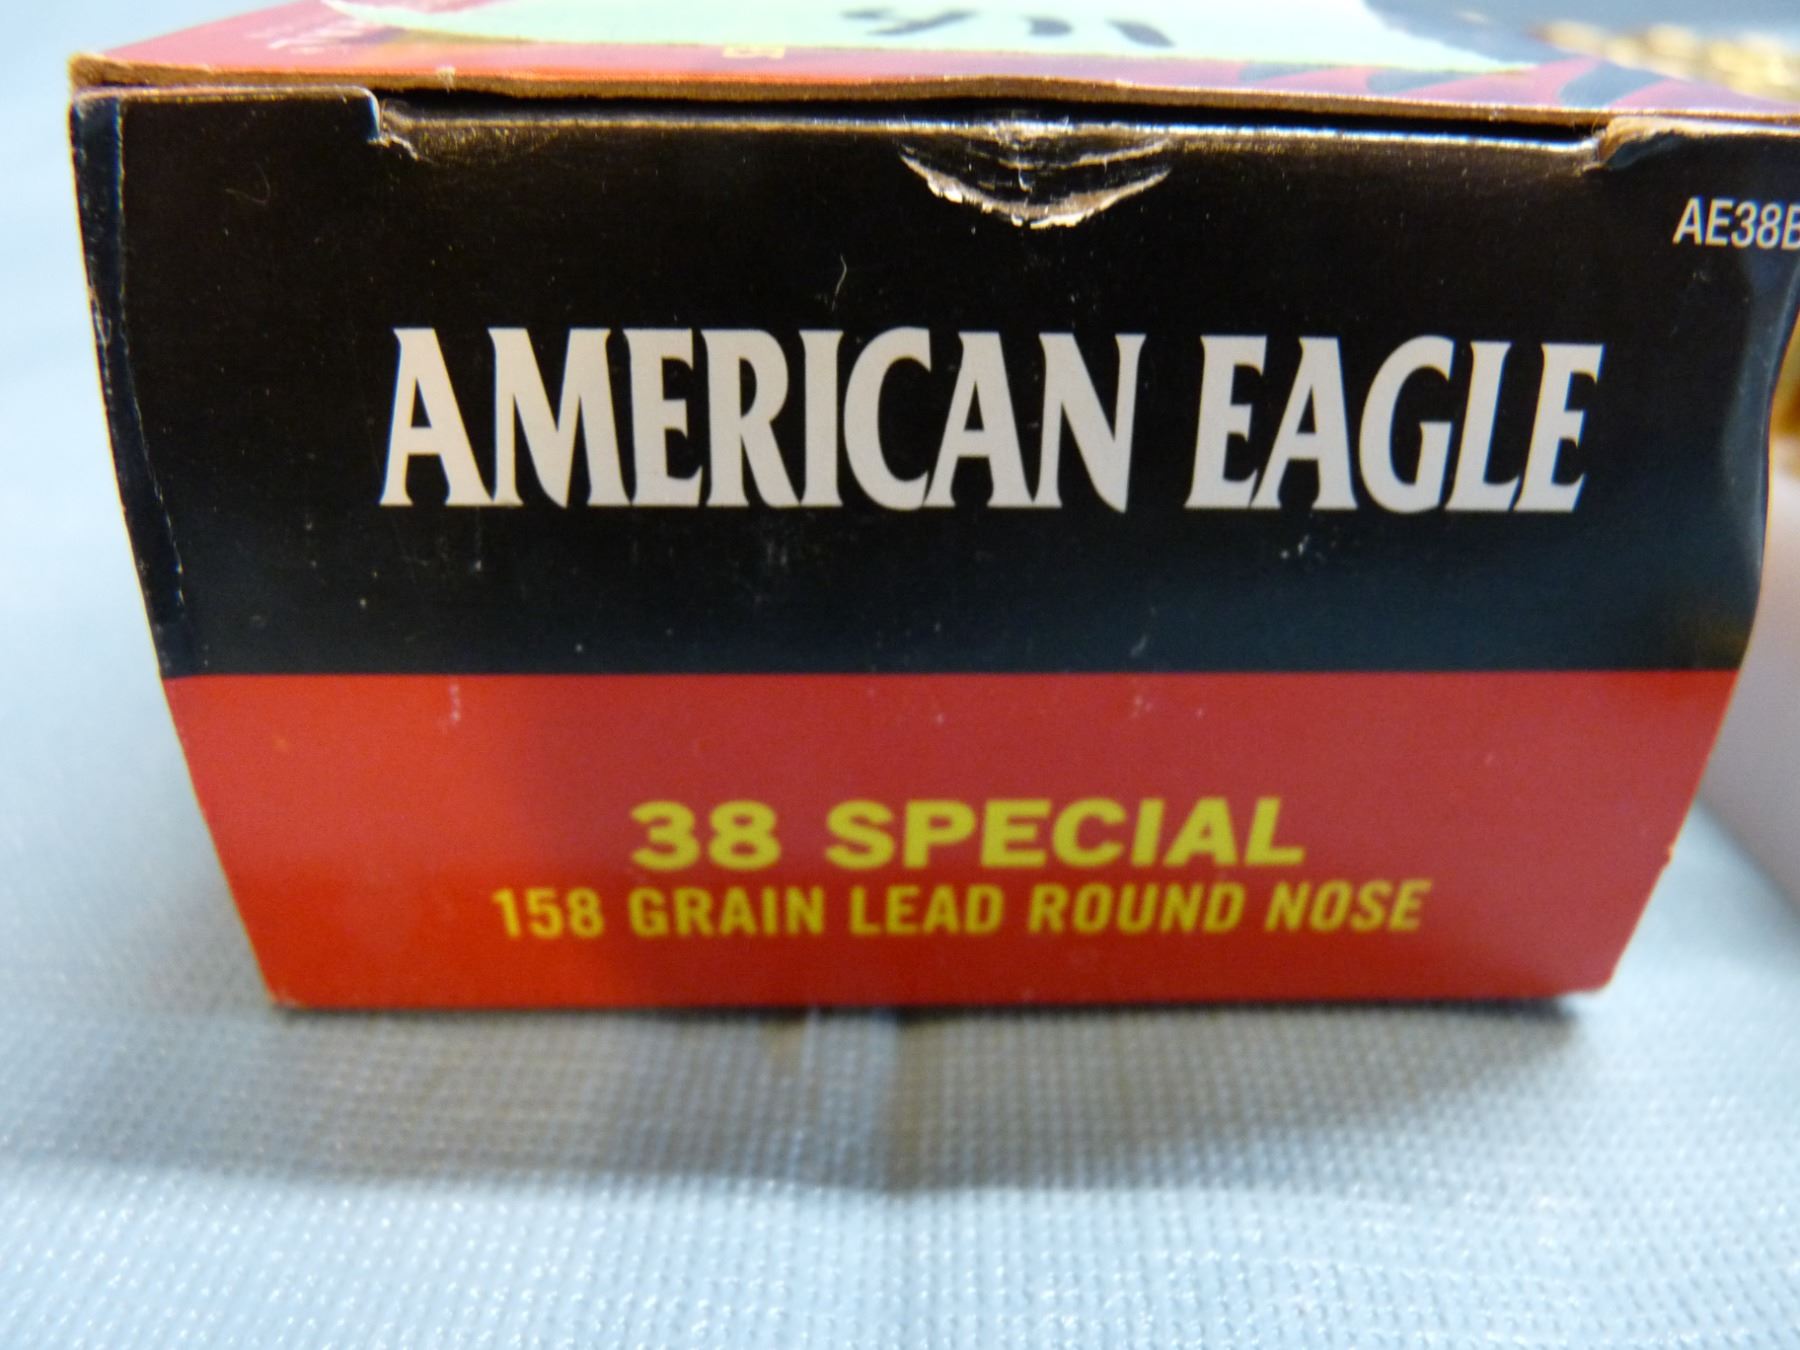 AE38B
AMERICAN EAGLE
38 SPECIAL
158 GRAIN LEAD ROUND NOSE